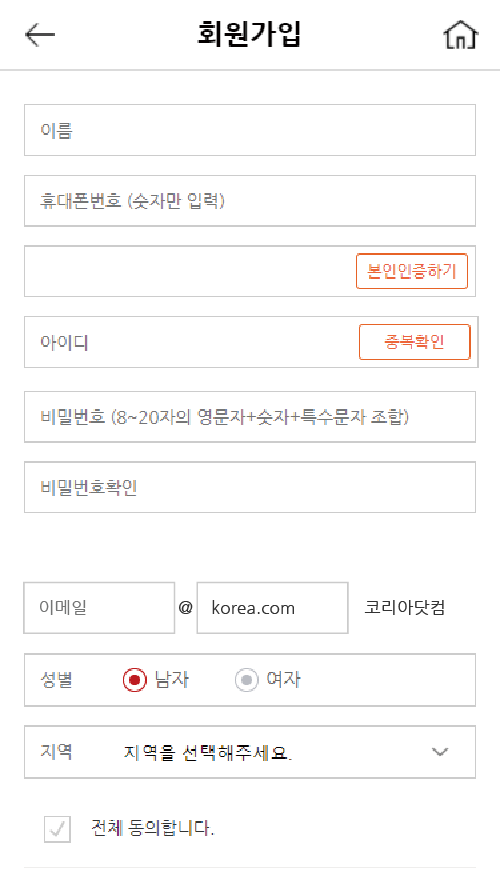 회원가입
이름
휴대폰번호 (숫자만 입력)
본인인증하기
아이디 중복확인
비밀번호 (8~20자의 영문자+숫자+특수문자 조합)
비밀번호확인
이메일 @ korea.com 코리아닷컴
성별 남자 여자
지역 지역을 선택해주세요.
전체 동의합니다.